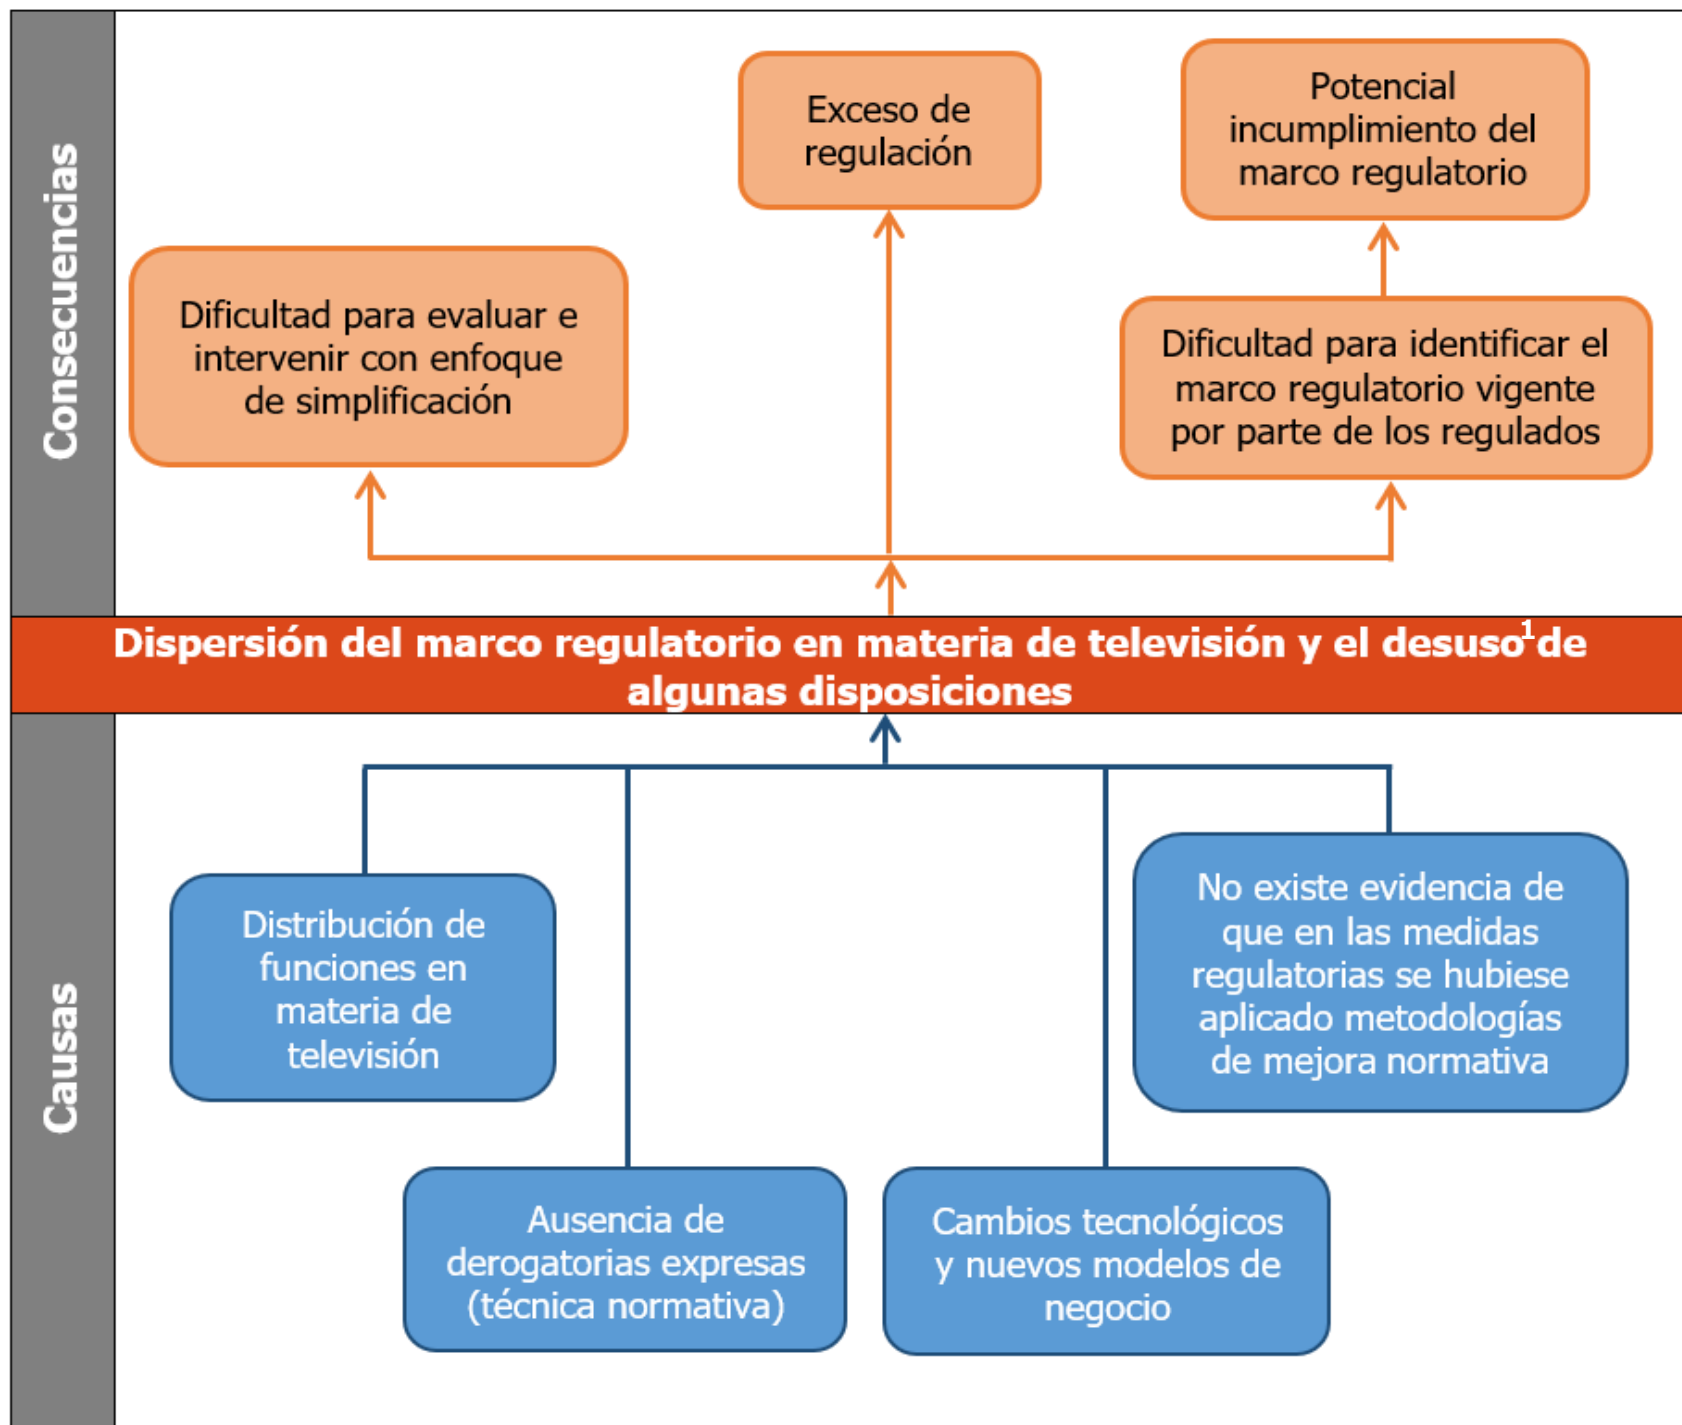 Consecuencias
Exceso de
regulación
Potencial
incumplimiento del
marco regulatorio
Dificultad para evaluar e
intervenir con enfoque
de simplificación
Dificultad para identificar el
marco regulatorio vigente
por parte de los regulados
Dispersión del marco regulatorio en materia de televisión y el desuso¹ de
algunas disposiciones
Causas
Distribución de
funciones en
materia de
televisión
No existe evidencia de
que en las medidas
regulatorias se hubiese
aplicado metodologías
de mejora normativa
Ausencia de
derogatorias expresas
(técnica normativa)
Cambios tecnológicos
y nuevos modelos de
negocio